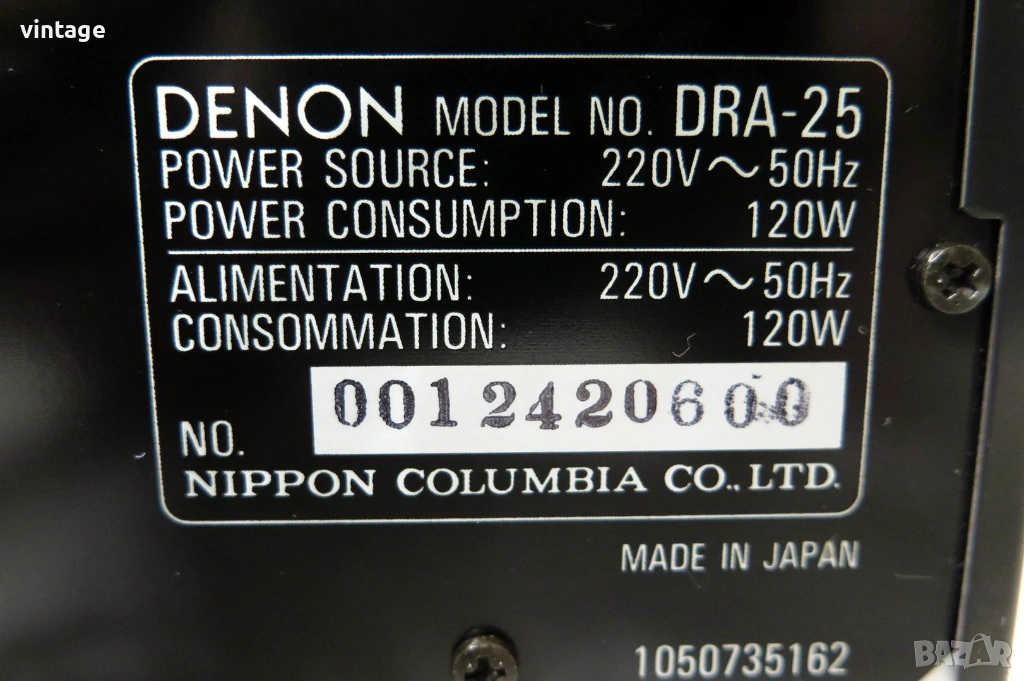 vintage
DENON MODEL NO. DRA-25
POWER SOURCE: 220V～50Hz
POWER CONSUMPTION: 120W
ALIMENTATION: 220V～50Hz
CONSOMMATION: 120W
NO. 0012420600
NIPPON COLUMBIA CO., LTD.
MADE IN JAPAN
1050735162
BAZAR